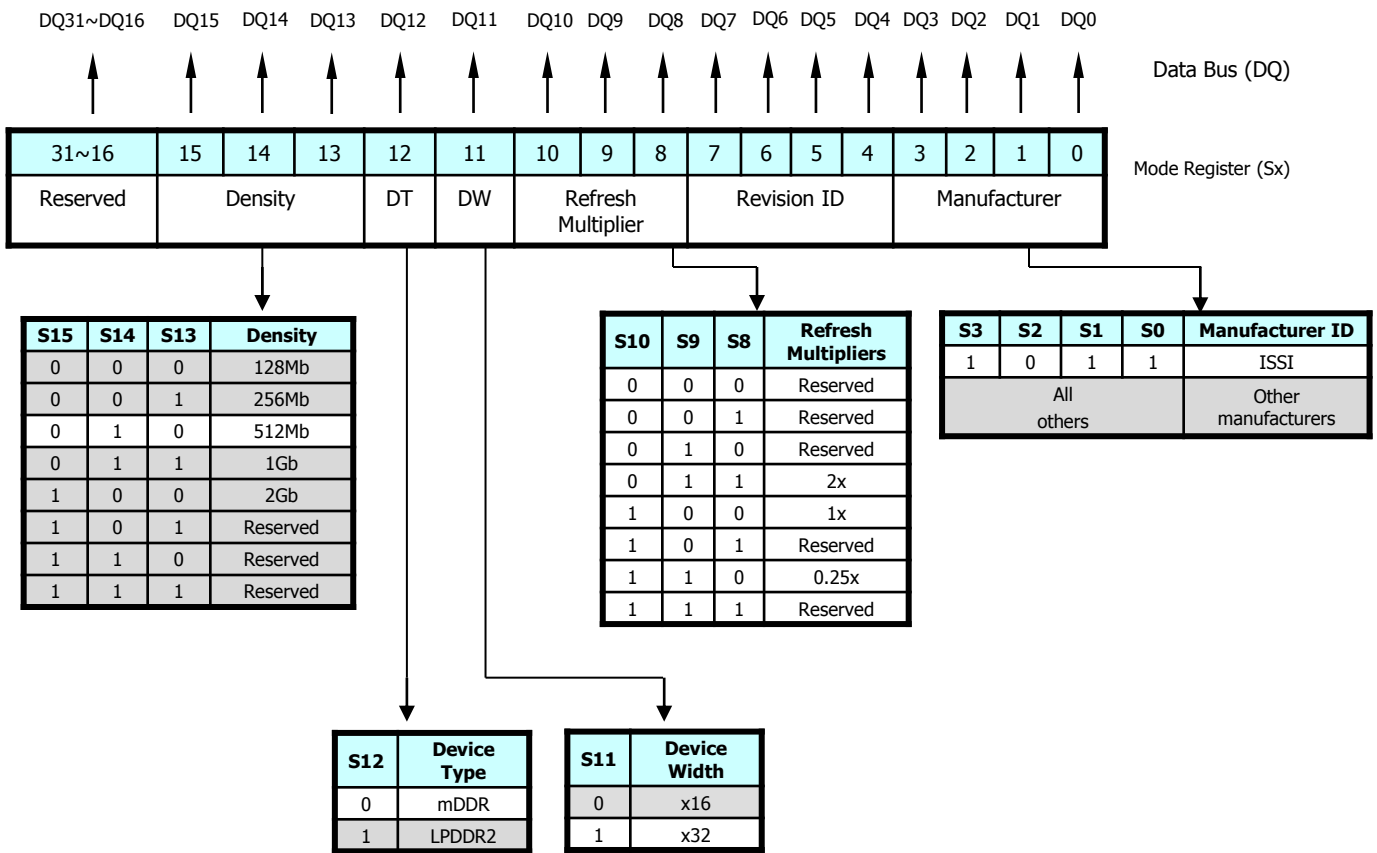 DQ31~DQ16 DQ15 DQ14 DQ13 DQ12 DQ11 DQ10 DQ9 DQ8 DQ7 DQ6 DQ5 DQ4 DQ3 DQ2 DQ1 DQ0
Data Bus (DQ)
31~16 15 14 13 12 11 10 9 8 7 6 5 4 3 2 1 0
Mode Register (Sx)
Reserved Density DT DW Refresh Revision ID Manufacturer
Multiplier
S15 S14 S13 Density
0 0 0 128Mb
0 0 1 256Mb
0 1 0 512Mb
0 1 1 1Gb
1 0 0 2Gb
1 0 1 Reserved
1 1 0 Reserved
1 1 1 Reserved
S10 S9 S8 Refresh
Multipliers
0 0 0 Reserved
0 0 1 Reserved
0 1 0 Reserved
0 1 1 2x
1 0 0 1x
1 0 1 Reserved
1 1 0 0.25x
1 1 1 Reserved
S3 S2 S1 S0 Manufacturer ID
1 0 1 1 ISSI
All Other
others manufacturers
S12 Device
Type
0 mDDR
1 LPDDR2
S11 Device
Width
0 x16
1 x32